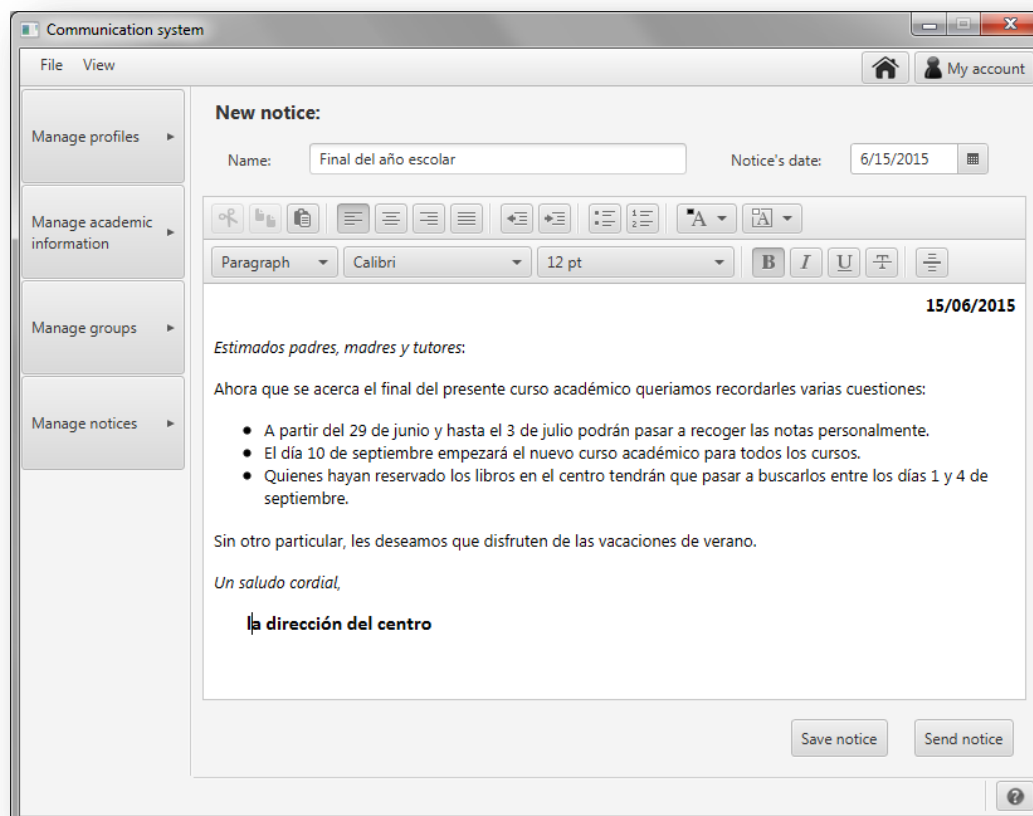 Communication system
File View
My account
Manage profiles
Manage academic
information
Manage groups
Manage notices
New notice:
Name: Final del año escolar Notice's date: 6/15/2015
Paragraph Calibri 12 pt B I U T
15/06/2015
Estimados padres, madres y tutores:
Ahora que se acerca el final del presente curso académico queriamos recordarles varias cuestiones:
● A partir del 29 de junio y hasta el 3 de julio podrán pasar a recoger las notas personalmente.
● El día 10 de septiembre empezará el nuevo curso académico para todos los cursos.
● Quienes hayan reservado los libros en el centro tendrán que pasar a buscarlos entre los días 1 y 4 de
septiembre.
Sin otro particular, les deseamos que disfruten de las vacaciones de verano.
Un saludo cordial,
la dirección del centro
Save notice Send notice